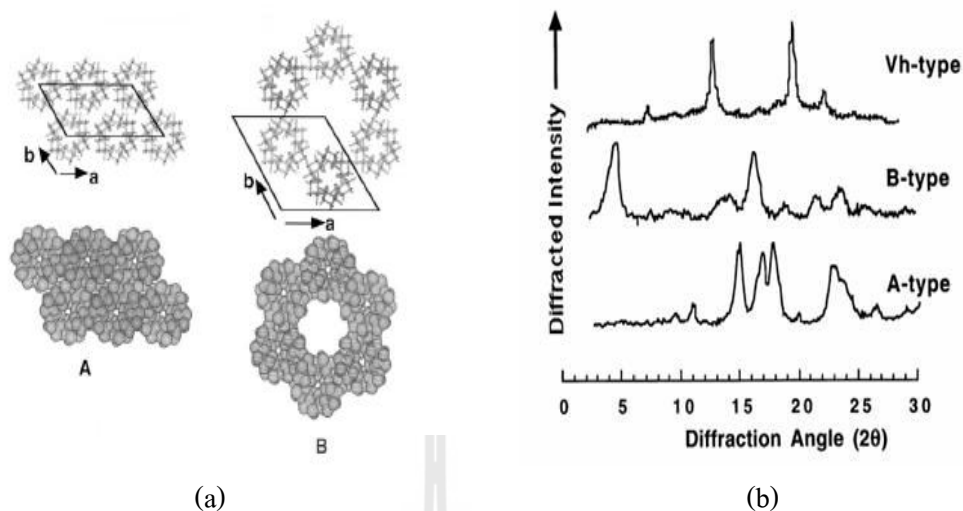 b
a
A
b
a
B
(a)
Diffracted Intensity
Vh-type
B-type
A-type
0 5 10 15 20 25 30
Diffraction Angle (2θ)
(b)